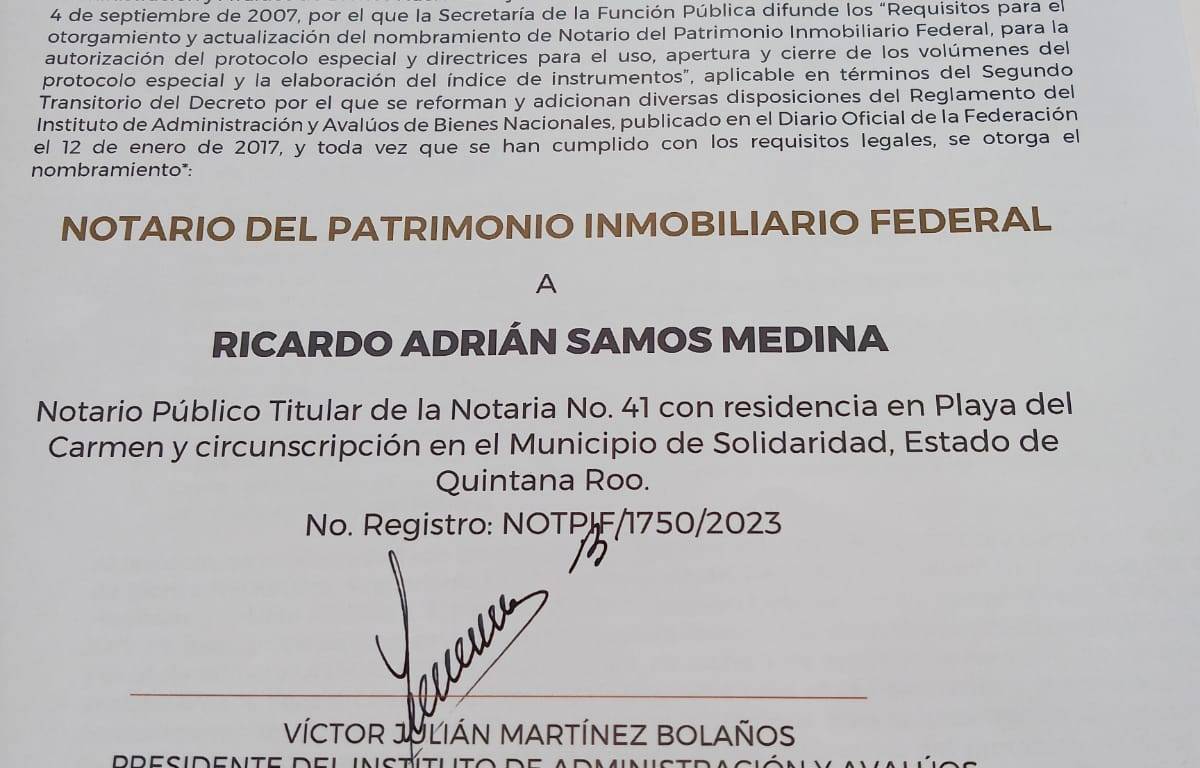 4 de septiembre de 2007, por el que la Secretaría de la Función Pública difunde los “Requisitos para el
otorgamiento y actualización del nombramiento de Notario del Patrimonio Inmobiliario Federal, para la
autorización del protocolo especial y directrices para el uso, apertura y cierre de los volúmenes del
protocolo especial y la elaboración del índice de instrumentos”, aplicable en términos del Segundo
Transitorio del Decreto por el que se reforman y adicionan diversas disposiciones del Reglamento del
Instituto de Administración y Avalúos de Bienes Nacionales, publicado en el Diario Oficial de la Federación
el 12 de enero de 2017, y toda vez que se han cumplido con los requisitos legales, se otorga el
nombramiento*:
NOTARIO DEL PATRIMONIO INMOBILIARIO FEDERAL
A
RICARDO ADRIÁN SAMOS MEDINA
Notario Público Titular de la Notaria No. 41 con residencia en Playa del
Carmen y circunscripción en el Municipio de Solidaridad, Estado de
Quintana Roo.
No. Registro: NOTPIF/1750/2023
VÍCTOR JULIÁN MARTÍNEZ BOLAÑOS
PRESIDENTE DEL INSTITUTO DE ADMINISTRACIÓN Y AVALÚOS